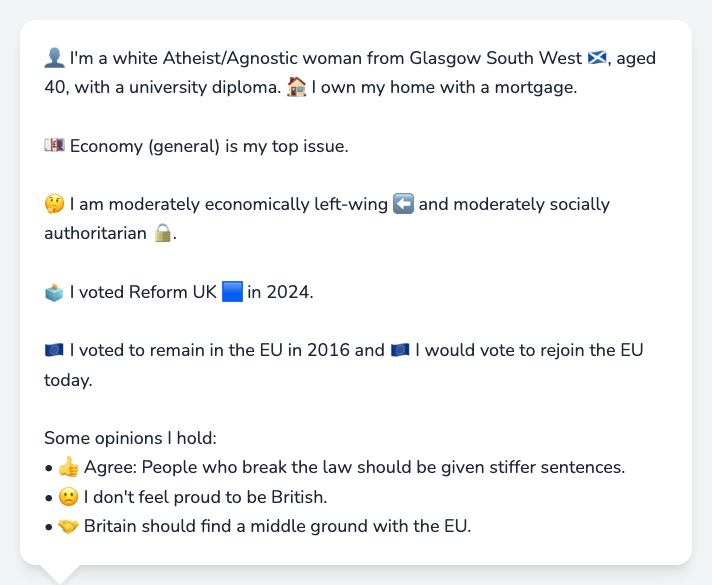 👤 I'm a white Atheist/Agnostic woman from Glasgow South West 🏴󠁧󠁢󠁳󠁣󠁴󠁿, aged
40, with a university diploma. 🏠 I own my home with a mortgage.
💷 Economy (general) is my top issue.
🤔 I am moderately economically left-wing ⬅️ and moderately socially
authoritarian 🔒.
🗳️ I voted Reform UK 🟦 in 2024.
🇪🇺 I voted to remain in the EU in 2016 and 🇪🇺 I would vote to rejoin the EU
today.
Some opinions I hold:
• 👍 Agree: People who break the law should be given stiffer sentences.
• 🙁 I don't feel proud to be British.
• 🤝 Britain should find a middle ground with the EU.